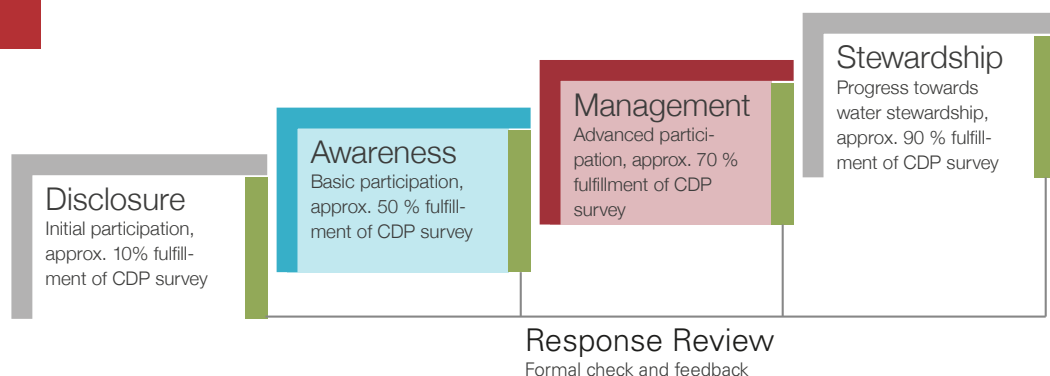 Disclosure
Initial participation,
approx. 10% fulfill-
ment of CDP survey
Awareness
Basic participation,
approx. 50 % fulfill-
ment of CDP survey
Management
Advanced partici-
pation, approx. 70 %
fulfillment of CDP
survey
Stewardship
Progress towards
water stewardship,
approx. 90 % fulfill-
ment of CDP survey
Response Review
Formal check and feedback